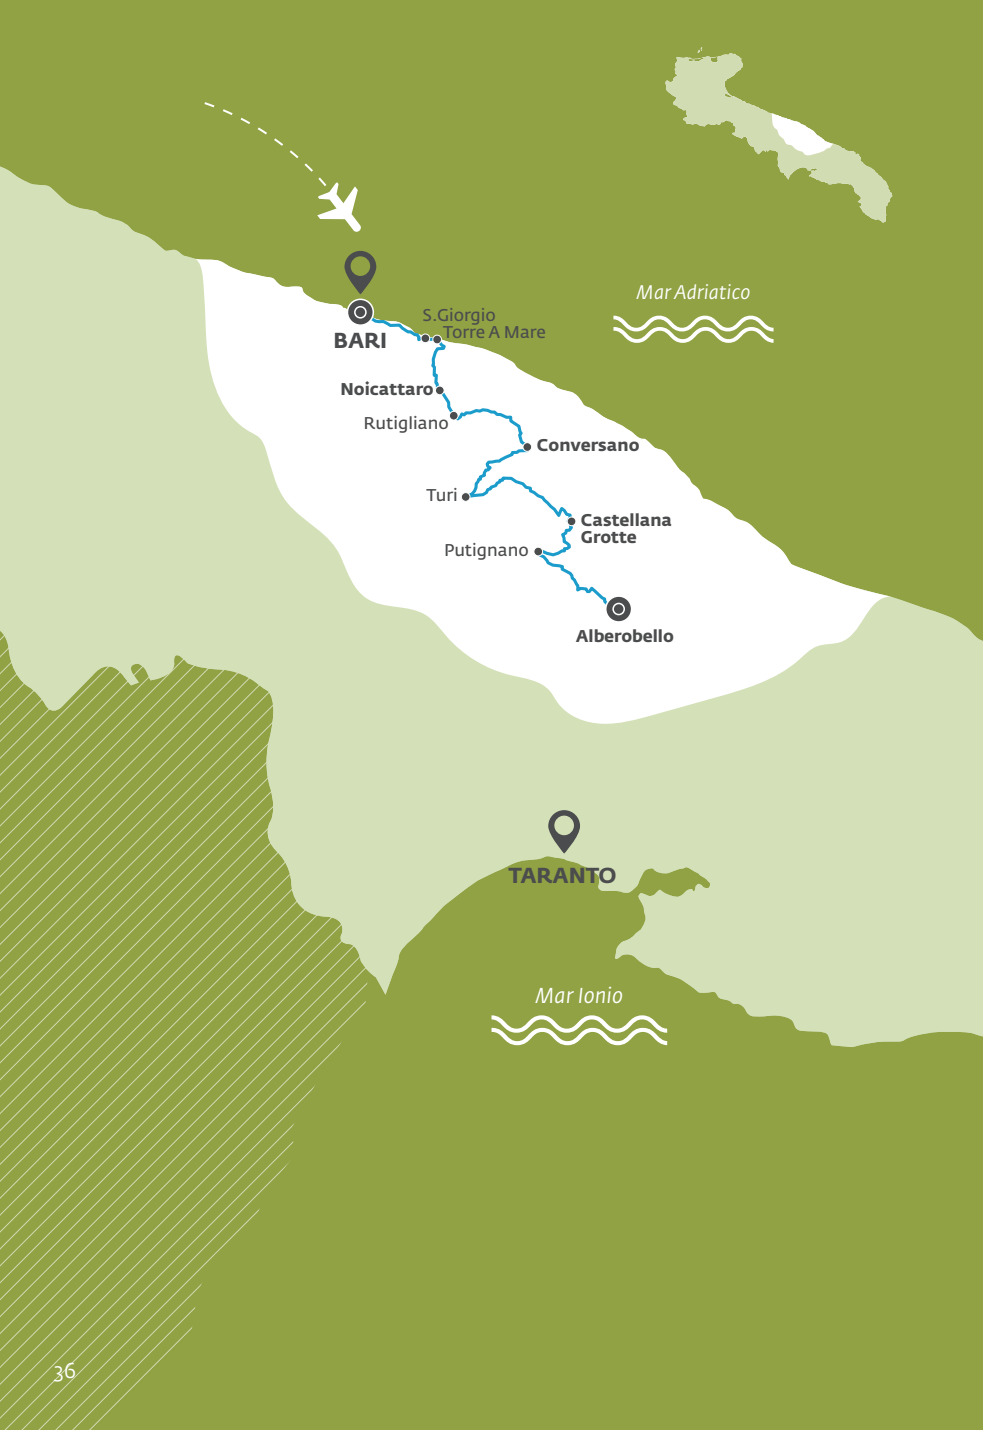 Mar Adriatico
S.Giorgio
Torre A Mare
BARI
Noicattaro
Rutigliano
Conversano
Turi
Castellana
Grotte
Putignano
Alberobello
TARANTO
Mar Ionio
36